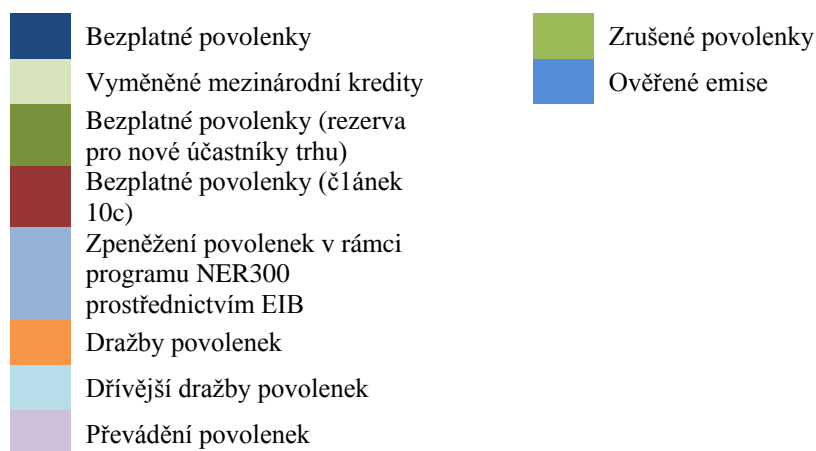 Bezplatné povolenky
Vyměněné mezinárodní kredity
Bezplatné povolenky (rezerva
pro nové účastníky trhu)
Bezplatné povolenky (článek
10c)
Zpeněžení povolenek v rámci
programu NER300
prostřednictvím EIB
Dražby povolenek
Dřívější dražby povolenek
Převádění povolenek
Zrušené povolenky
Ověřené emise